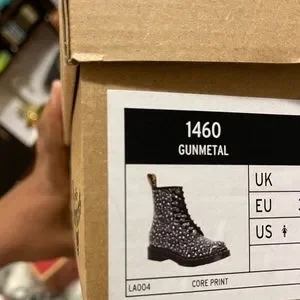 1460
GUNMETAL
UK
EU
US
LA004 CORE PRINT